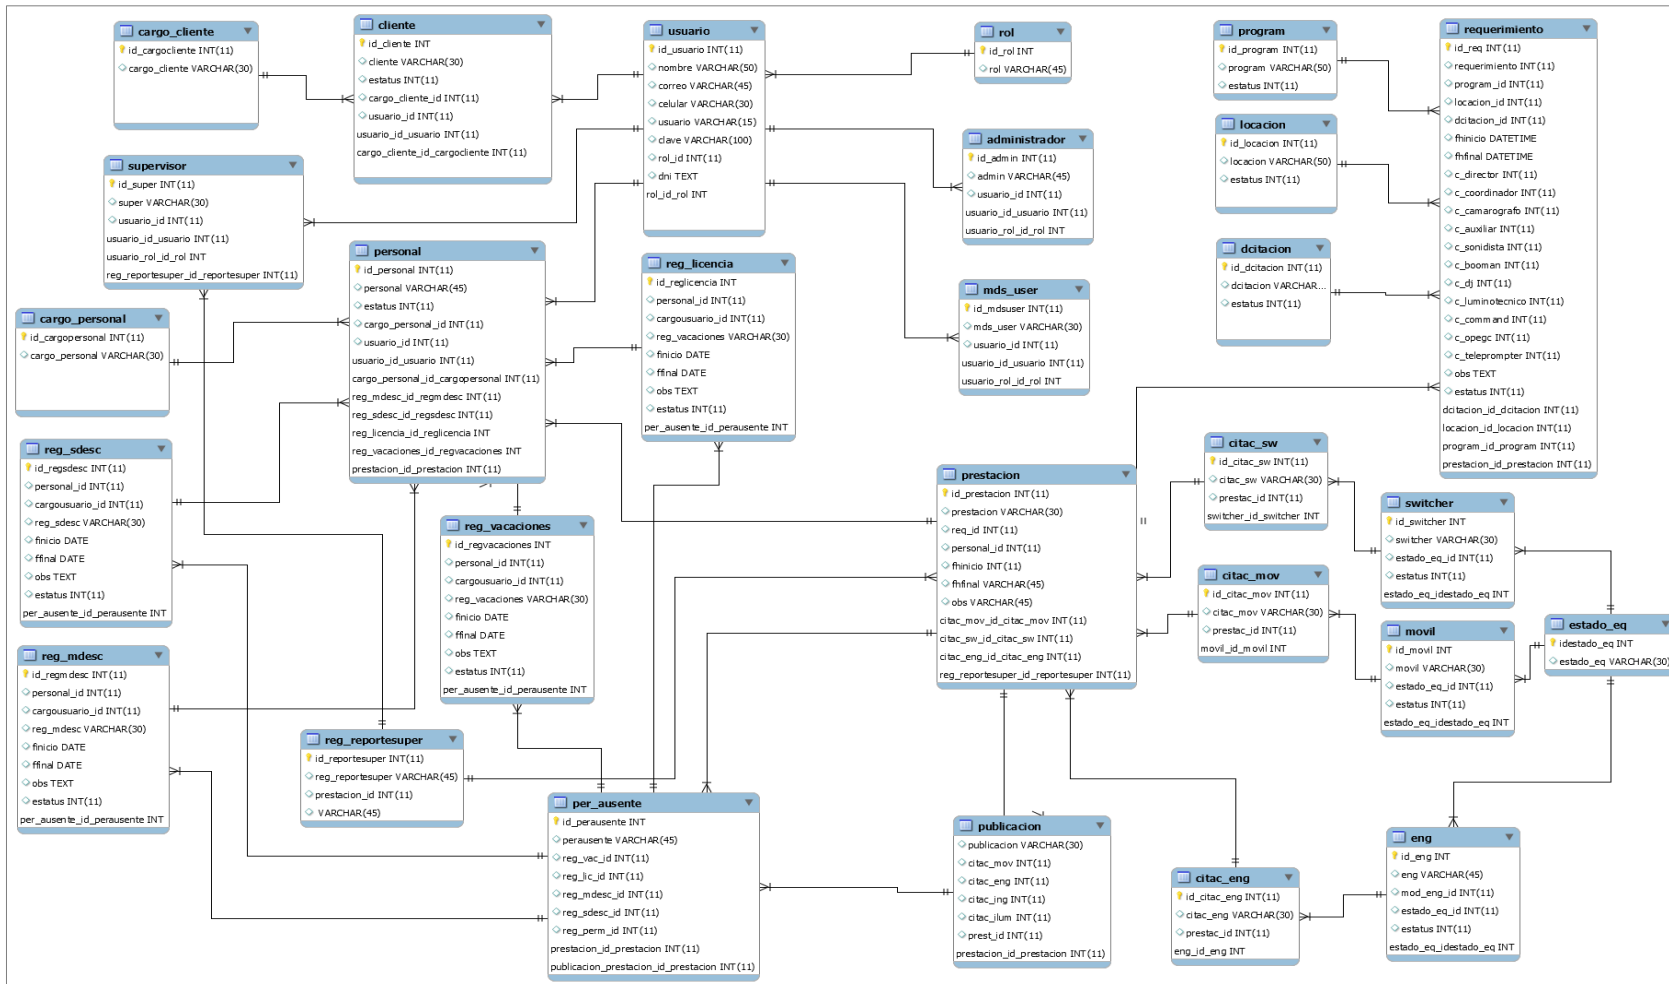 cargo_cliente
id_cargocliente INT(11)
cargo_cliente VARCHAR(30)
cliente
id_cliente INT
cliente VARCHAR(30)
estatus INT(11)
cargo_cliente_id INT(11)
usuario_id INT(11)
usuario_id_usuario INT(11)
cargo_cliente_id_cargocliente INT(11)
usuario
id_usuario INT(11)
nombre VARCHAR(50)
correo VARCHAR(45)
celular VARCHAR(30)
usuario VARCHAR(15)
clave VARCHAR(100)
rol_id INT(11)
dni TEXT
rol_id_rol INT
rol
id_rol INT
rol VARCHAR(45)
program
id_program INT(11)
program VARCHAR(50)
estatus INT(11)
requerimiento
id_req INT(11)
requerimiento INT(11)
program_id INT(11)
locacion_id INT(11)
dcitacion_id INT(11)
fhinicio DATETIME
fhfinal DATETIME
c_director INT(11)
c_coordinador INT(11)
c_camarografo INT(11)
c_auxiliar INT(11)
c_sonidista INT(11)
c_booman INT(11)
c_dj INT(11)
c_luminotecnico INT(11)
c_command INT(11)
c_opegc INT(11)
c_teleprompter INT(11)
obs TEXT
estatus INT(11)
dcitacion_id_dcitacion INT(11)
locacion_id_locacion INT(11)
program_id_program INT(11)
prestacion_id_prestacion INT(11)
locacion
id_locacion INT(11)
locacion VARCHAR(50)
estatus INT(11)
administrador
id_admin INT(11)
admin VARCHAR(45)
usuario_id INT(11)
usuario_id_usuario INT(11)
usuario_rol_id_rol INT
supervisor
id_super INT(11)
super VARCHAR(30)
usuario_id INT(11)
usuario_id_usuario INT(11)
usuario_rol_id_rol INT
reg_reportesuper_id_reportesuper INT(11)
personal
id_personal INT(11)
personal VARCHAR(45)
estatus INT(11)
cargo_personal_id INT(11)
usuario_id INT(11)
usuario_id_usuario INT(11)
cargo_personal_id_cargopersonal INT(11)
reg_mdesc_id_regmdesc INT(11)
reg_sdesc_id_regsdesc INT(11)
reg_licencia_id_reglicencia INT
reg_vacaciones_id_regvacaciones INT
prestacion_id_prestacion INT(11)
reg_licencia
id_reglicencia INT
personal_id INT(11)
cargousuario_id INT(11)
reg_vacaciones VARCHAR(30)
finicio DATE
ffinal DATE
obs TEXT
estatus INT(11)
per_ausente_id_perausente INT
dcitacion
id_dcitacion INT(11)
dcitacion VARCHAR...
estatus INT(11)
mds_user
id_mdsuser INT(11)
mds_user VARCHAR(30)
usuario_id INT(11)
usuario_id_usuario INT(11)
usuario_rol_id_rol INT
cargo_personal
id_cargopersonal INT(11)
cargo_personal VARCHAR(30)
reg_sdesc
id_regsdesc INT(11)
personal_id INT(11)
cargousuario_id INT(11)
reg_sdesc VARCHAR(30)
finicio DATE
ffinal DATE
obs TEXT
estatus INT(11)
per_ausente_id_perausente INT
reg_vacaciones
id_regvacaciones INT
personal_id INT(11)
cargousuario_id INT(11)
reg_vacaciones VARCHAR(30)
finicio DATE
ffinal DATE
obs TEXT
estatus INT(11)
per_ausente_id_perausente INT
prestacion
id_prestacion INT(11)
prestacion VARCHAR(30)
req_id INT(11)
personal_id INT(11)
fhinicio INT(11)
fhfinal VARCHAR(45)
obs VARCHAR(45)
citac_mov_id_citac_mov INT(11)
citac_sw_id_citac_sw INT(11)
citac_eng_id_citac_eng INT(11)
reg_reportesuper_id_reportesuper INT(11)
citac_sw
id_citac_sw INT(11)
citac_sw VARCHAR(30)
prestac_id INT(11)
switcher_id_switcher INT
switcher
id_switcher INT
switcher VARCHAR(30)
estado_eq_id INT(11)
estatus INT(11)
estado_eq_idestado_eq INT
citac_mov
id_citac_mov INT(11)
citac_mov VARCHAR(30)
prestac_id INT(11)
movil_id_movil INT
movil
id_movil INT
movil VARCHAR(30)
estado_eq_id INT(11)
estatus INT(11)
estado_eq_idestado_eq INT
estado_eq
idestado_eq INT
estado_eq VARCHAR(30)
reg_mdesc
id_regmdesc INT(11)
personal_id INT(11)
cargousuario_id INT(11)
reg_mdesc VARCHAR(30)
finicio DATE
ffinal DATE
obs TEXT
estatus INT(11)
per_ausente_id_perausente INT
reg_reportesuper
id_reportesuper INT(11)
reg_reportesuper VARCHAR(45)
prestacion_id INT(11)
VARCHAR(45)
per_ausente
id_perausente INT
perausente VARCHAR(45)
reg_vac_id INT(11)
reg_lic_id INT(11)
reg_mdesc_id INT(11)
reg_sdesc_id INT(11)
reg_perm_id INT(11)
prestacion_id_prestacion INT(11)
publicacion_prestacion_id_prestacion INT(11)
publicacion
publicacion VARCHAR(30)
citac_mov INT(11)
citac_eng INT(11)
citac_ing INT(11)
citac_ilum INT(11)
prest_id INT(11)
prestacion_id_prestacion INT(11)
citac_eng
id_citac_eng INT(11)
citac_eng VARCHAR(30)
prestac_id INT(11)
eng_id_eng INT
eng
id_eng INT
eng VARCHAR(45)
mod_eng_id INT(11)
estado_eq_id INT(11)
estatus INT(11)
estado_eq_idestado_eq INT